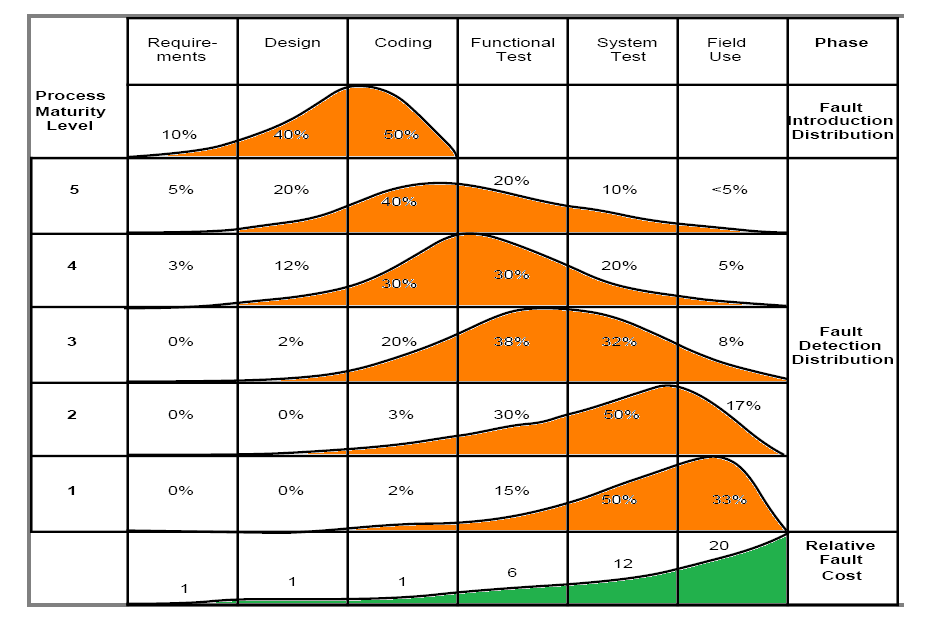 Require-
ments
Design
Coding
Functional
Test
System
Test
Field
Use
Phase
Process
Maturity
Level
10%
40%
50%
Fault
Introduction
Distribution
5
5%
20%
40%
20%
10%
<5%
4
3%
12%
30%
30%
20%
5%
3
0%
2%
20%
38%
32%
8%
Fault
Detection
Distribution
2
0%
0%
3%
30%
50%
17%
1
0%
0%
2%
15%
50%
33%
1
1
1
6
12
20
Relative
Fault
Cost